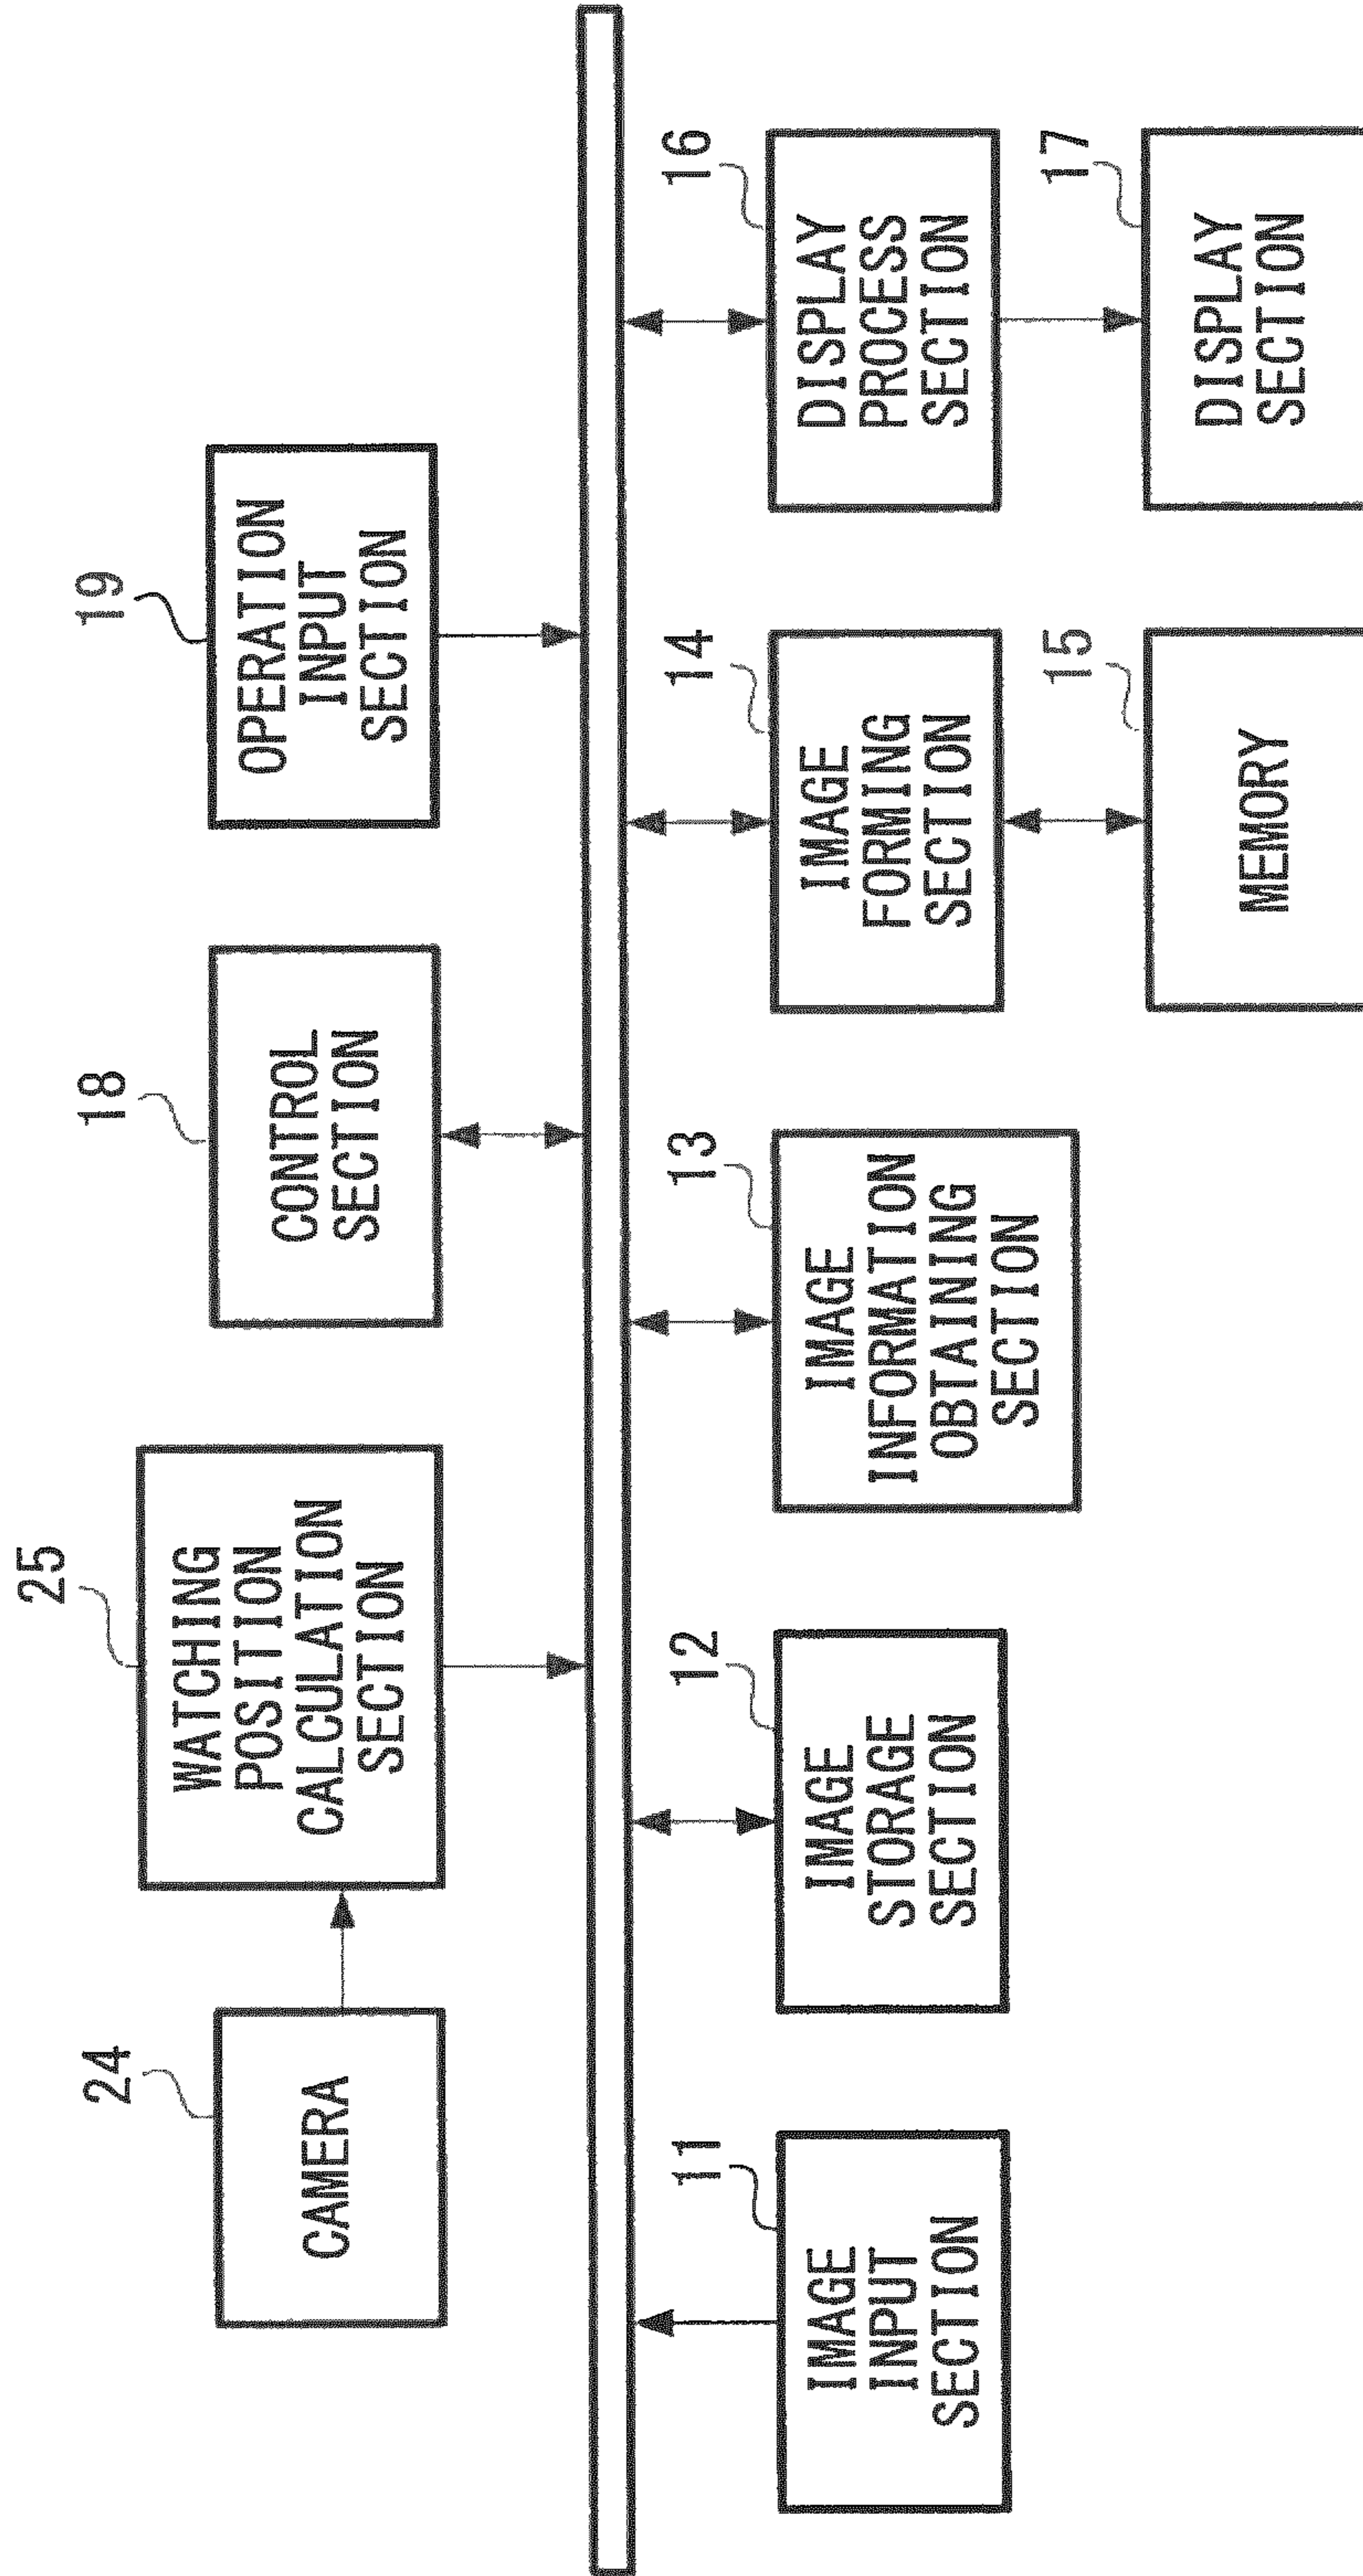 24
CAMERA
25
WATCHING
POSITION
CALCULATION
SECTION
18
CONTROL
SECTION
19
OPERATION
INPUT
SECTION
11
IMAGE
INPUT
SECTION
12
IMAGE
STORAGE
SECTION
13
IMAGE
INFORMATION
OBTAINING
SECTION
14
IMAGE
FORMING
SECTION
16
DISPLAY
PROCESS
SECTION
15
MEMORY
17
DISPLAY
SECTION